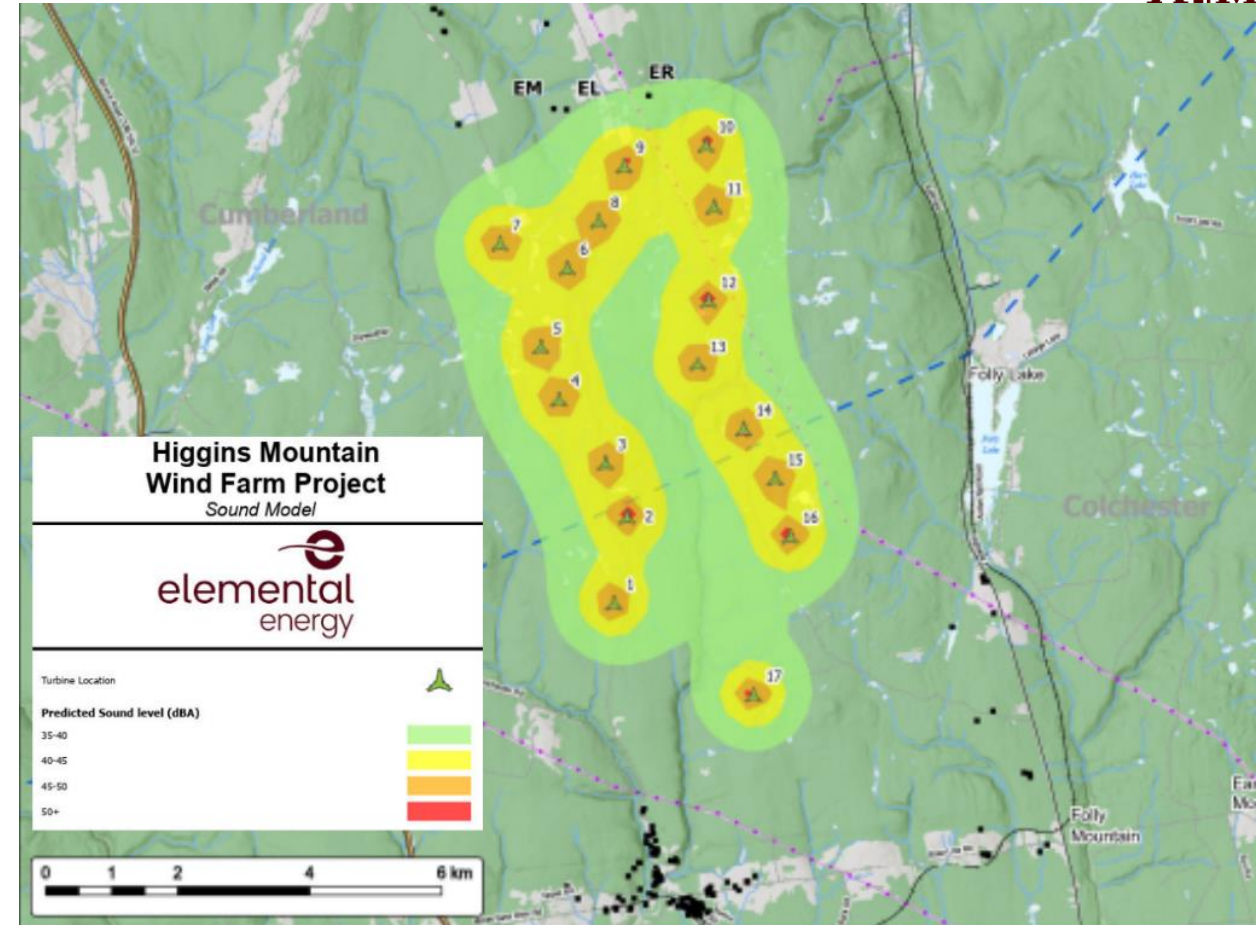 EM
EL
ER
10
9
11
8
7
Cumberland
6
12
5
13
Folly Lake
4
14
3
15
Colchester
2
16
1
17
Folly
Mountain
Higgins Mountain
Wind Farm Project
Sound Model
e
elemental
energy
Turbine Location
Predicted Sound level (dBA)
35-40
40-45
45-50
50+
0 1 2 4 6 km